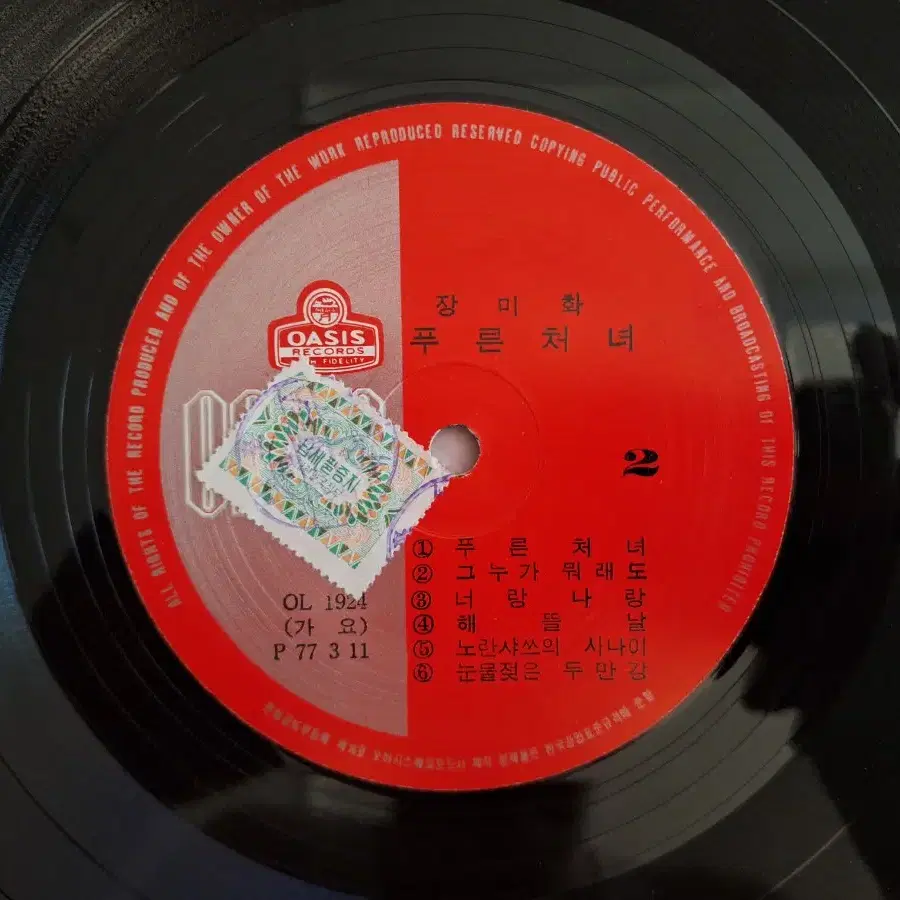 ALL RIGHTS OF THE RECORD PRODUCER AND OF THE OWNER OF THE WORK REPRODUCED RESERVED COPYING PUBLIC PERFORMANCE AND BROADCASTING OF THIS RECORD PROHIBITED
OASIS
RECORDS
FIDELITY
장미화
푸른처녀
2
① 푸른처녀
② 그누가 뭐래도
③ 너랑나랑
④ 해뜰날
⑤ 노란샤쓰의 사나이
⑥ 눈물젖은 두만강
OL 1924
(가요)
P 77 3 11